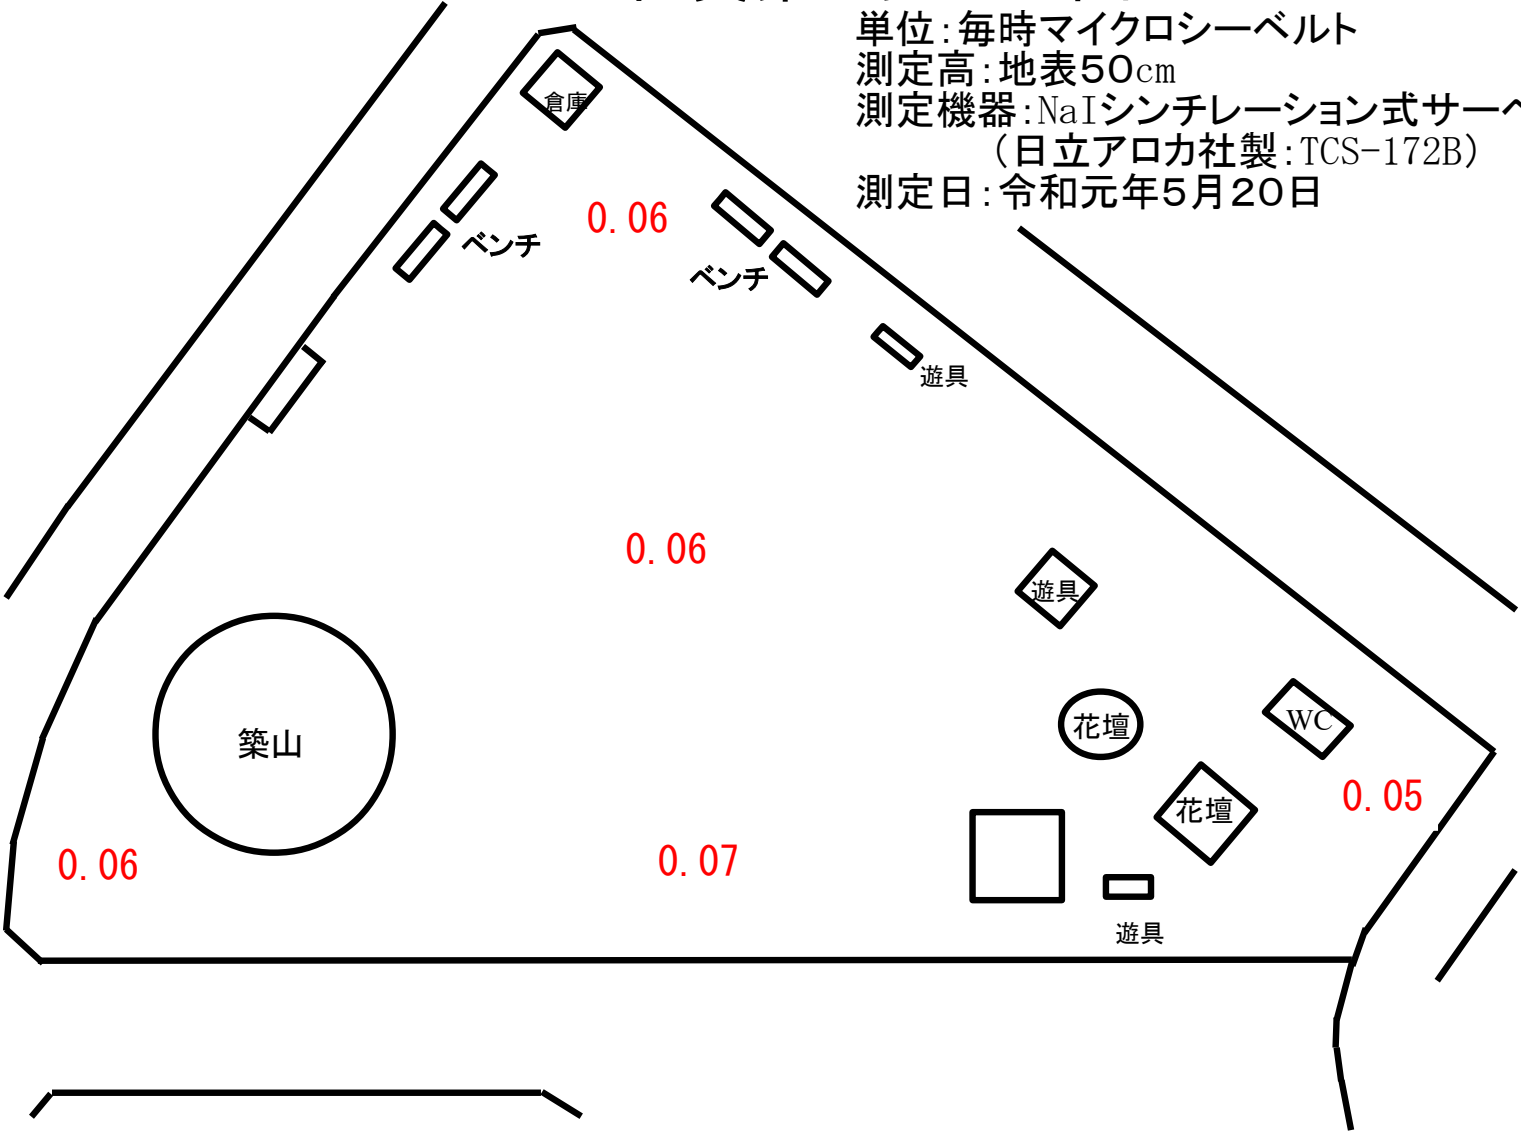 単位:毎時マイクロシーベルト
測定高:地表50cm
測定機器:NaIシンチレーション式サーベ
(日立アロカ社製:TCS-172B)
測定日:令和元年5月20日
倉庫
0.06
ベンチ
ベンチ
遊具
0.06
遊具
築山
花壇
WC
花壇
0.05
0.06
0.07
遊具